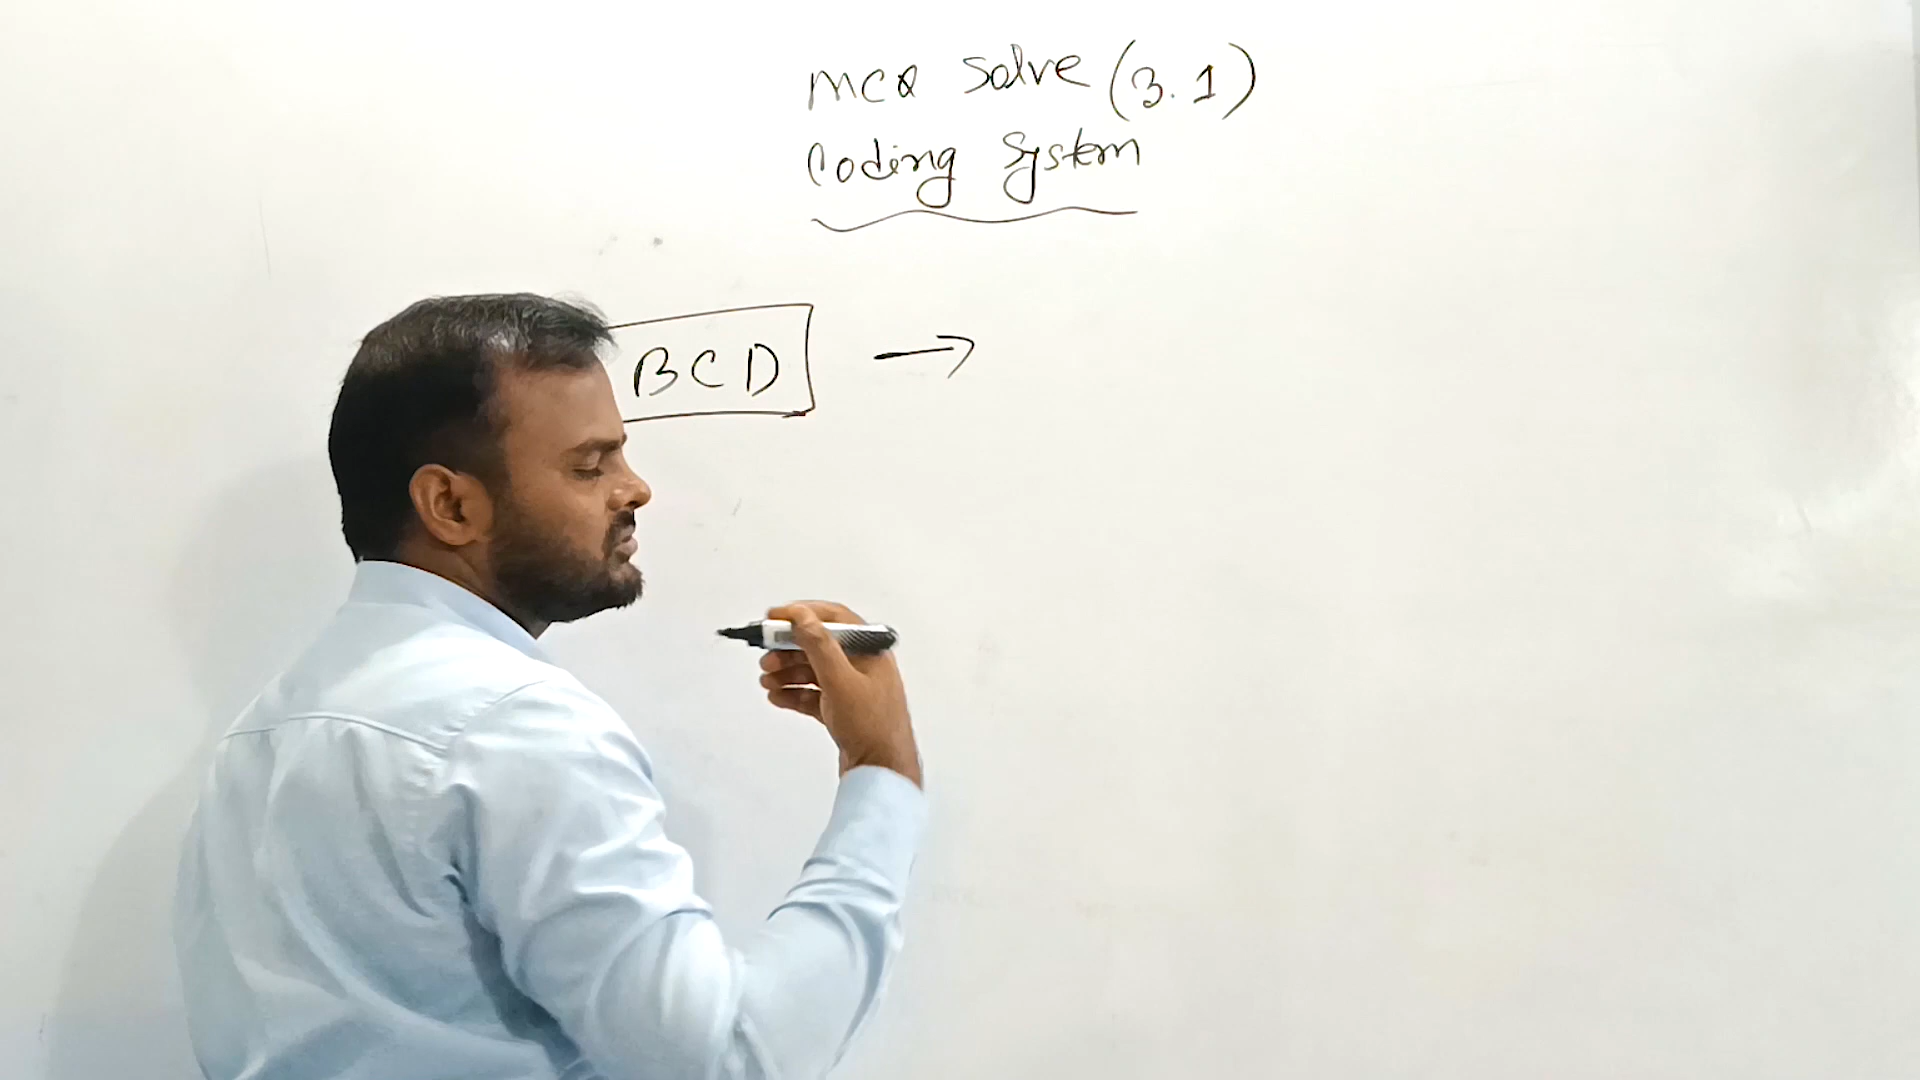 MCQ Solve (3.1)
Coding System
BCD →